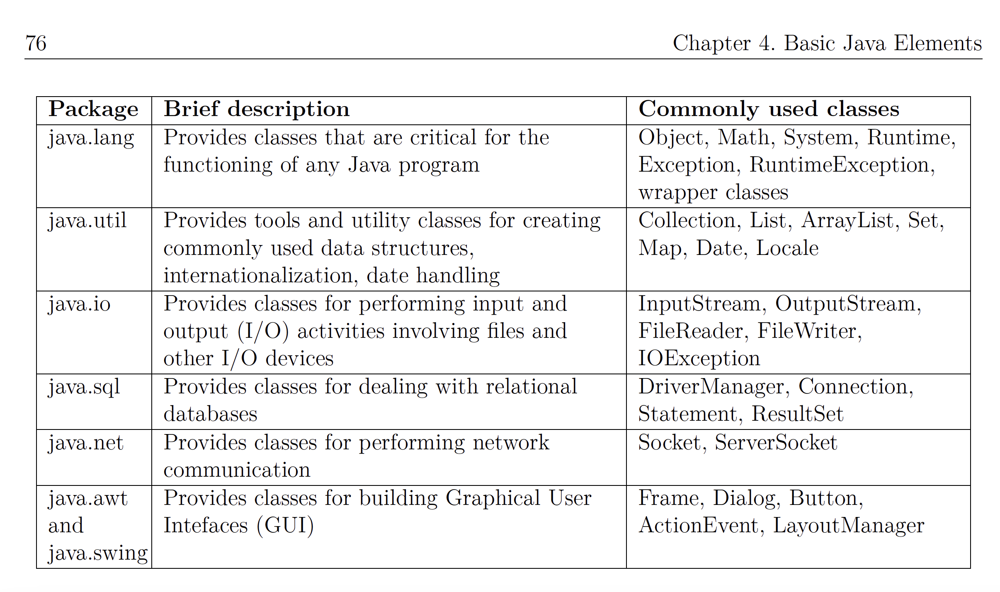 76 Chapter 4. Basic Java Elements
Package Brief description Commonly used classes
java.lang Provides classes that are critical for the Object, Math, System, Runtime,
functioning of any Java program Exception, RuntimeException,
wrapper classes
java.util Provides tools and utility classes for creating Collection, List, ArrayList, Set,
commonly used data structures, Map, Date, Locale
internationalization, date handling
java.io Provides classes for performing input and InputStream, OutputStream,
output (I/O) activities involving files and FileReader, FileWriter,
other I/O devices IOException
java.sql Provides classes for dealing with relational DriverManager, Connection,
databases Statement, ResultSet
java.net Provides classes for performing network Socket, ServerSocket
communication
java.awt Provides classes for building Graphical User Frame, Dialog, Button,
and Intefaces (GUI) ActionEvent, LayoutManager
java.swing